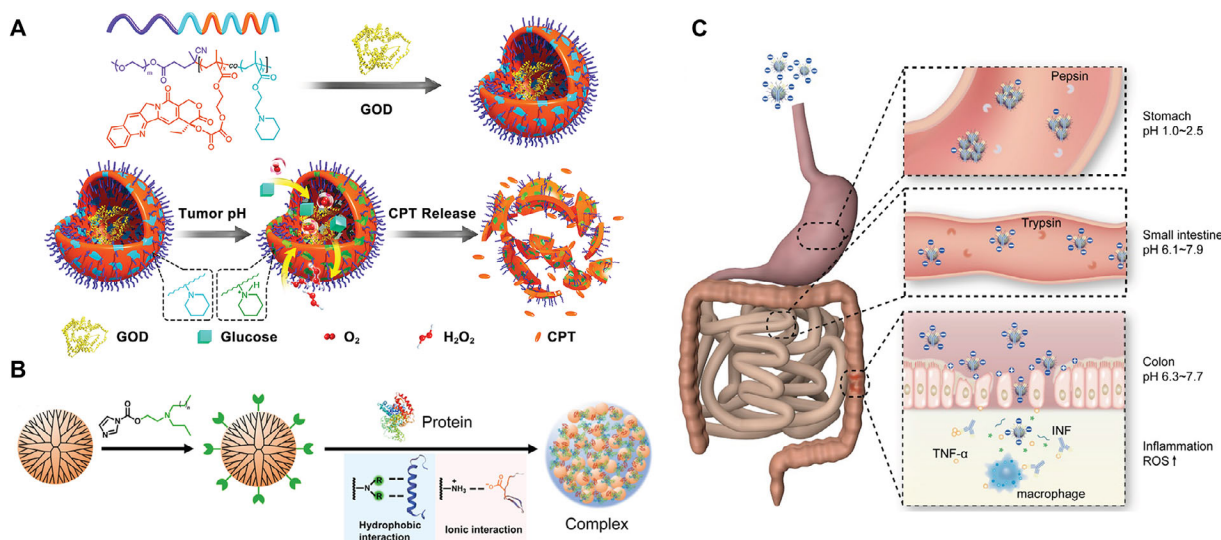 A
GOD
CN
co
Tumor pH
CPT Release
GOD
Glucose
O₂
H₂O₂
CPT
B
Protein
Hydrophobic
interaction
Ionic interaction
Complex
C
Pepsin
Stomach
pH 1.0~2.5
Trypsin
Small intestine
pH 6.1~7.9
Colon
pH 6.3~7.7
TNF-α
INF
macrophage
Inflammation
ROS↑